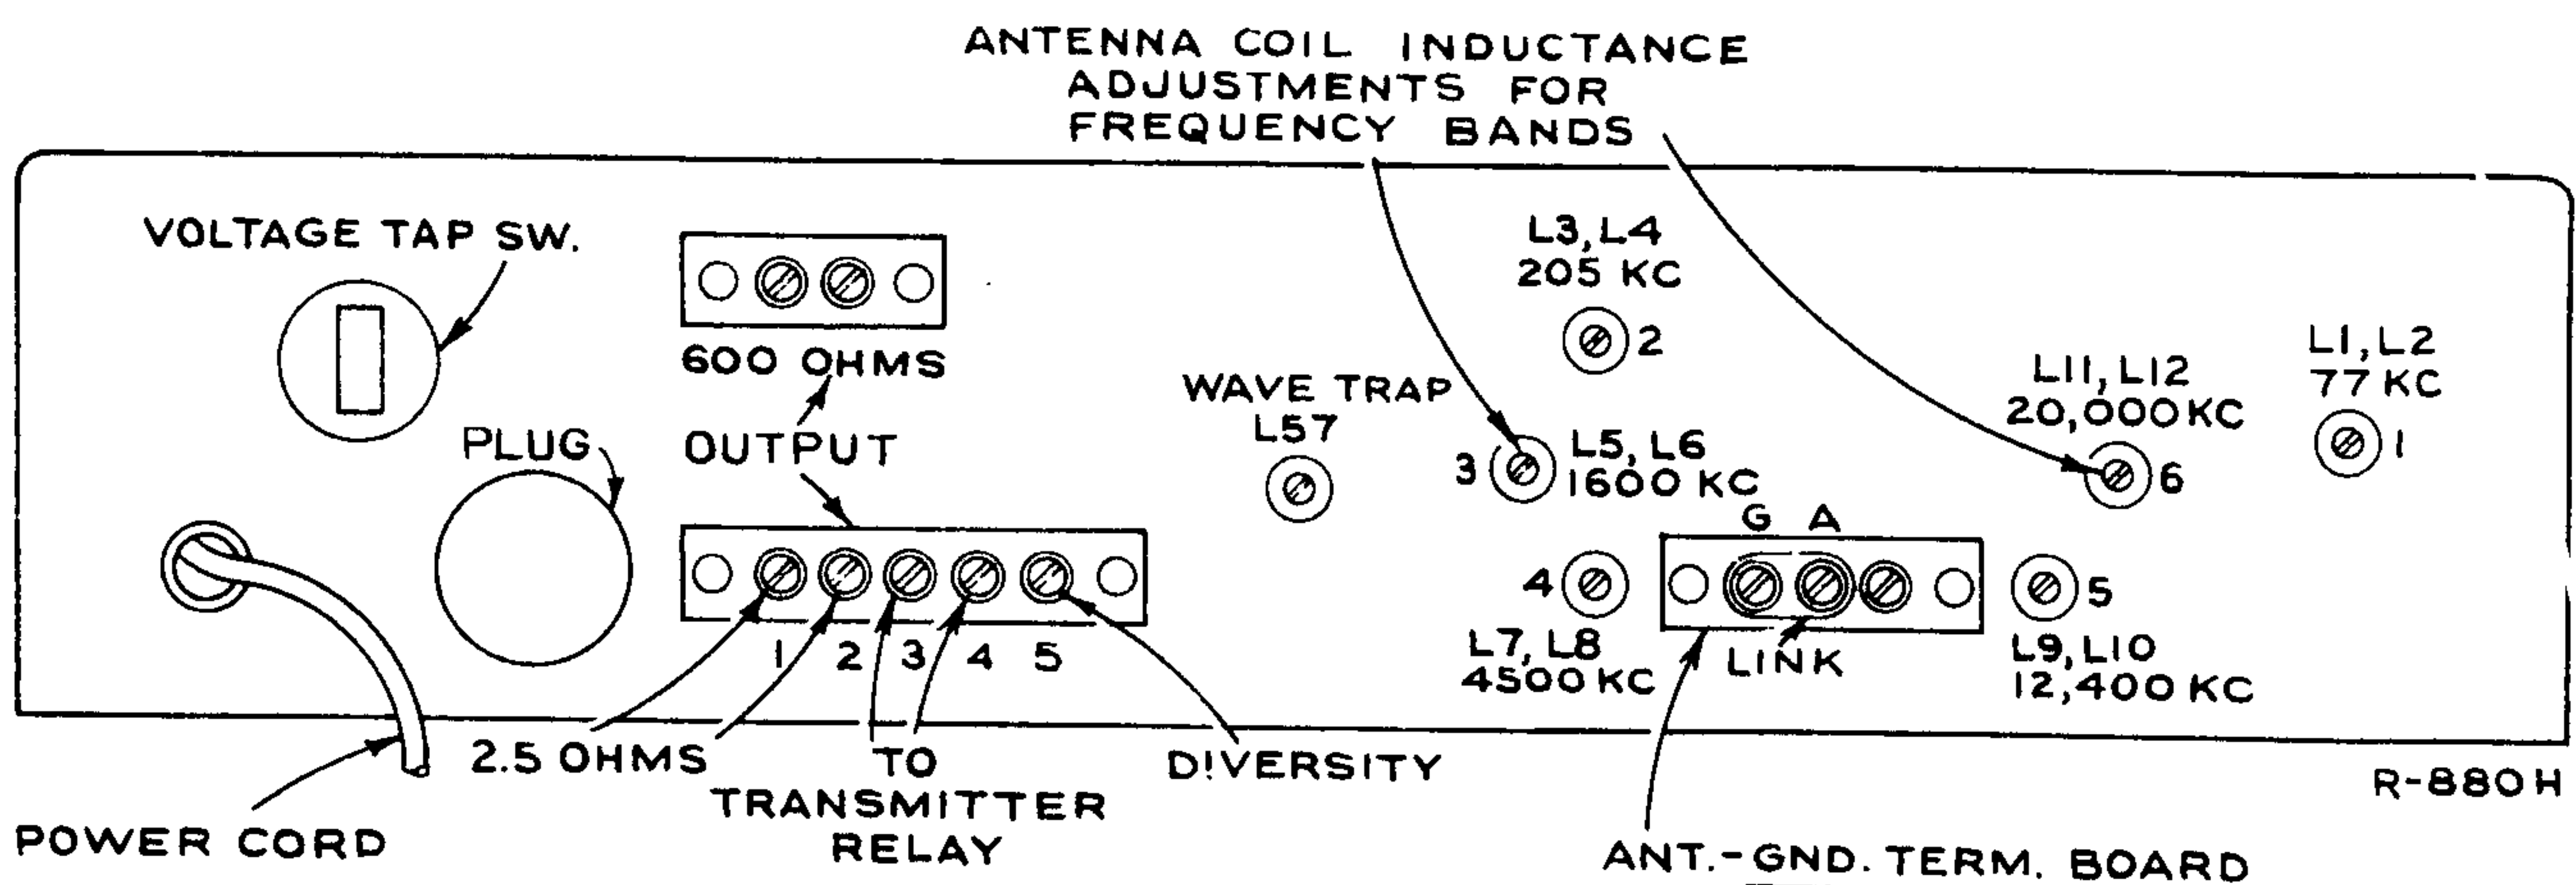 ANTENNA COIL INDUCTANCE
ADJUSTMENTS FOR
FREQUENCY BANDS
VOLTAGE TAP SW.
600 OHMS
OUTPUT
PLUG
WAVE TRAP
L57
L3, L4
205 KC
2
3
L5, L6
1600 KC
L11, L12
20,000 KC
6
L1, L2
77 KC
1
G A
4
L7, L8
4500 KC
LINK
5
L9, L10
12,400 KC
1 2 3 4 5
2.5 OHMS
TO
TRANSMITTER
RELAY
DIVERSITY
R-880H
POWER CORD
ANT.-GND. TERM. BOARD